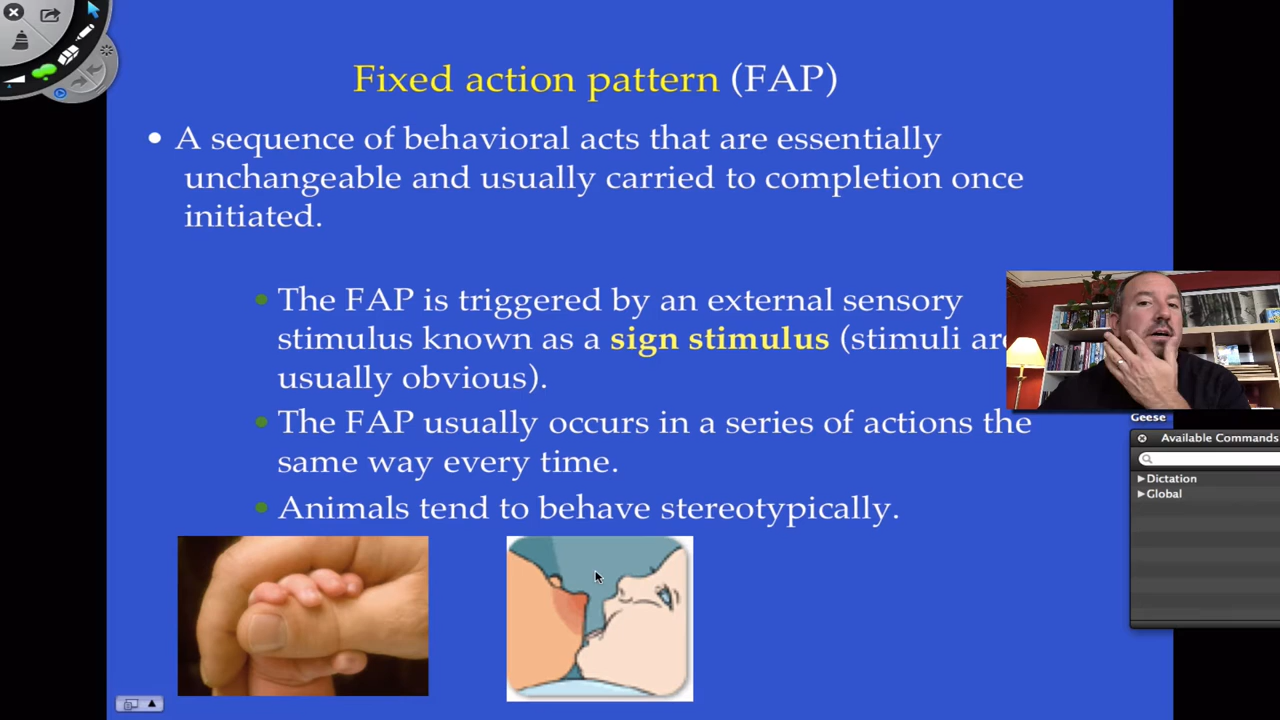 Fixed action pattern (FAP)
• A sequence of behavioral acts that are essentially
unchangeable and usually carried to completion once
initiated.
• The FAP is triggered by an external sensory
stimulus known as a sign stimulus (stimuli are
usually obvious).
• The FAP usually occurs in a series of actions the
same way every time.
• Animals tend to behave stereotypically.
Geese
Available Commands
Dictation
Global